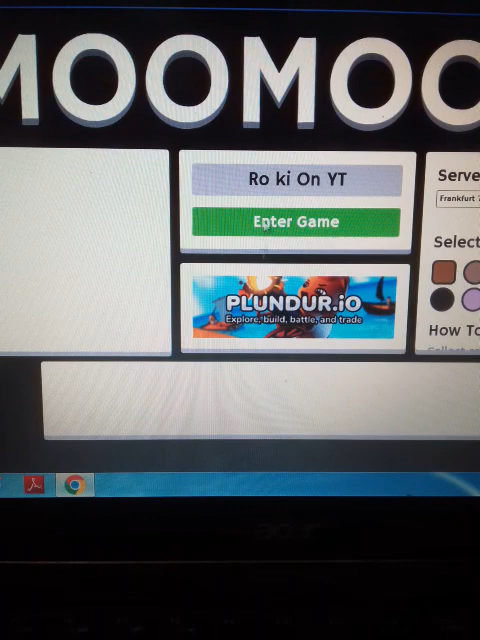 MOOMOO
Ro ki On YT
Enter Game
PLUNDUR.iO
Explore, build, battle, and trade
Serve
Frankfurt
Select
How To
acer